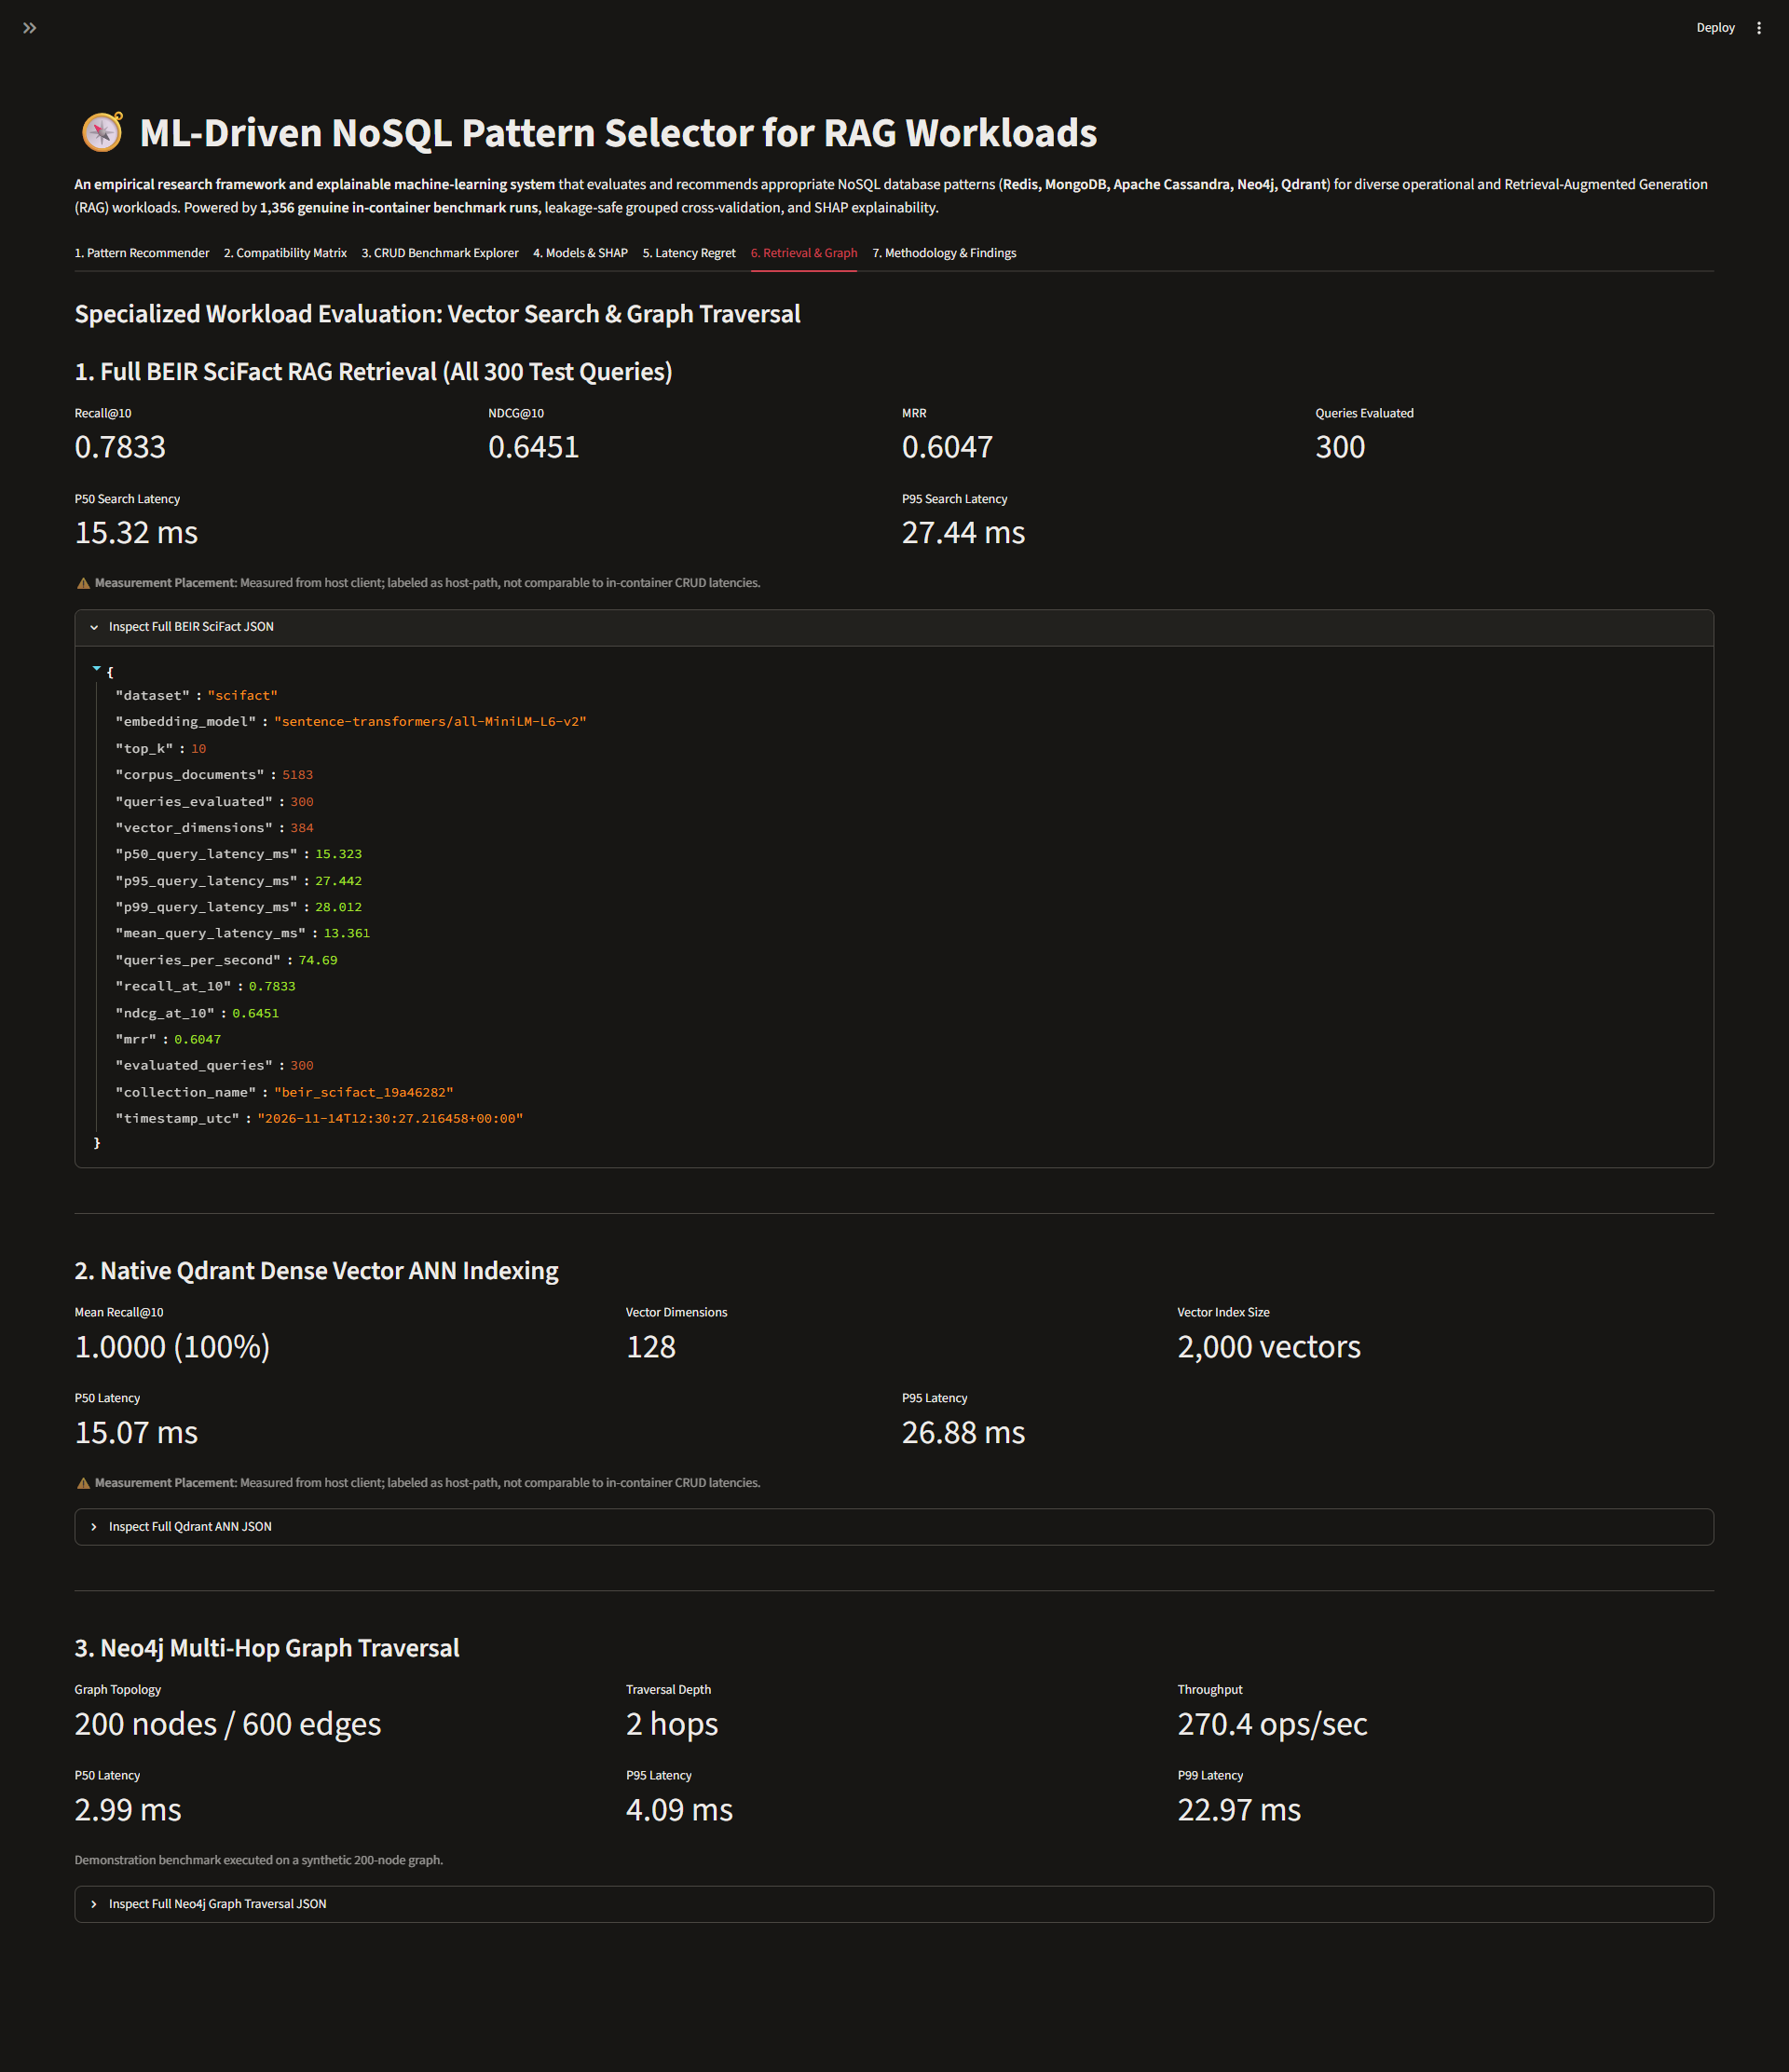 Deploy
ML-Driven NoSQL Pattern Selector for RAG Workloads
An empirical research framework and explainable machine-learning system that evaluates and recommends appropriate NoSQL database patterns (Redis, MongoDB, Apache Cassandra, Neo4j, Qdrant) for diverse operational and Retrieval-Augmented Generation
(RAG) workloads. Powered by 1,356 genuine in-container benchmark runs, leakage-safe grouped cross-validation, and SHAP explainability.
1. Pattern Recommender 2. Compatibility Matrix 3. CRUD Benchmark Explorer 4. Models & SHAP 5. Latency Regret 6. Retrieval & Graph 7. Methodology & Findings
Specialized Workload Evaluation: Vector Search & Graph Traversal
1. Full BEIR SciFact RAG Retrieval (All 300 Test Queries)
Recall@10 NDCG@10 MRR Queries Evaluated
0.7833 0.6451 0.6047 300
P50 Search Latency P95 Search Latency
15.32 ms 27.44 ms
Measurement Placement: Measured from host client; labeled as host-path, not comparable to in-container CRUD latencies.
Inspect Full BEIR SciFact JSON
{
"dataset" : "scifact"
"embedding_model" : "sentence-transformers/all-MiniLM-L6-v2"
"top_k" : 10
"corpus_documents" : 5183
"queries_evaluated" : 300
"vector_dimensions" : 384
"p50_query_latency_ms" : 15.323
"p95_query_latency_ms" : 27.442
"p99_query_latency_ms" : 28.012
"mean_query_latency_ms" : 13.361
"queries_per_second" : 74.69
"recall_at_10" : 0.7833
"ndcg_at_10" : 0.6451
"mrr" : 0.6047
"evaluated_queries" : 300
"collection_name" : "beir_scifact_19a46282"
"timestamp_utc" : "2026-11-14T12:30:27.216458+00:00"
}
2. Native Qdrant Dense Vector ANN Indexing
Mean Recall@10 Vector Dimensions Vector Index Size
1.0000 (100%) 128 2,000 vectors
P50 Latency P95 Latency
15.07 ms 26.88 ms
Measurement Placement: Measured from host client; labeled as host-path, not comparable to in-container CRUD latencies.
Inspect Full Qdrant ANN JSON
3. Neo4j Multi-Hop Graph Traversal
Graph Topology Traversal Depth Throughput
200 nodes / 600 edges 2 hops 270.4 ops/sec
P50 Latency P95 Latency P99 Latency
2.99 ms 4.09 ms 22.97 ms
Demonstration benchmark executed on a synthetic 200-node graph.
Inspect Full Neo4j Graph Traversal JSON